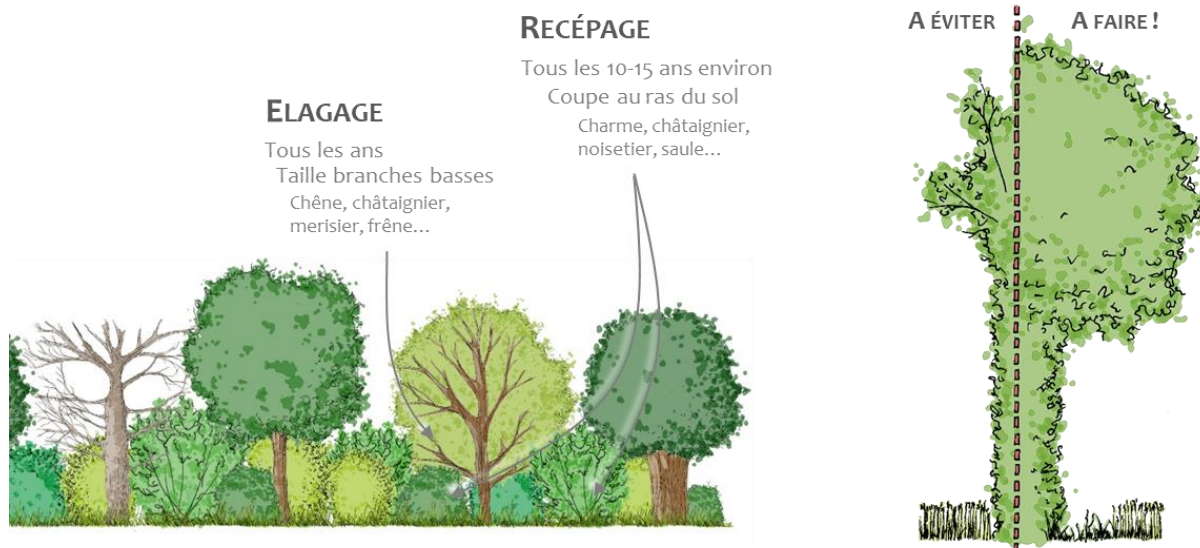 ELAGAGE
Tous les ans
Taille branches basses
Chêne, châtaignier,
merisier, frêne...
RECÉPAGE
Tous les 10-15 ans environ
Coupe au ras du sol
Charme, châtaignier,
noisetier, saule...
A ÉVITER
A FAIRE !